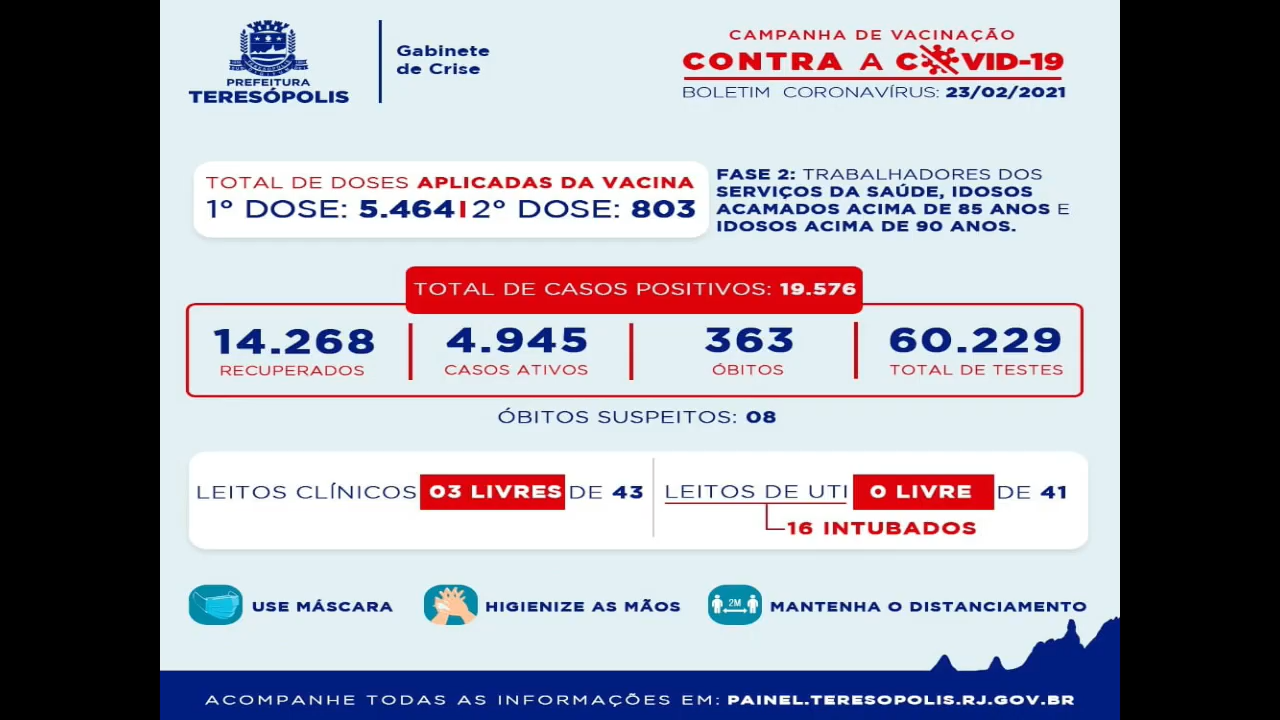 PREFEITURA
TERESÓPOLIS
Gabinete
de Crise
CAMPANHA DE VACINAÇÃO
CONTRA A COVID-19
BOLETIM CORONAVÍRUS: 23/02/2021
TOTAL DE DOSES APLICADAS DA VACINA
1º DOSE: 5.464 2º DOSE: 803
FASE 2: TRABALHADORES DOS
SERVIÇOS DA SAÚDE, IDOSOS
ACAMADOS ACIMA DE 85 ANOS E
IDOSOS ACIMA DE 90 ANOS.
TOTAL DE CASOS POSITIVOS: 19.576
14.268
RECUPERADOS
4.945
CASOS ATIVOS
363
ÓBITOS
60.229
TOTAL DE TESTES
ÓBITOS SUSPEITOS: 08
LEITOS CLÍNICOS 03 LIVRES DE 43
LEITOS DE UTI 0 LIVRE DE 41
16 INTUBADOS
USE MÁSCARA
HIGIENIZE AS MÃOS
2M
MANTENHA O DISTANCIAMENTO
ACOMPANHE TODAS AS INFORMAÇÕES EM: PAINEL.TERESOPOLIS.RJ.GOV.BR